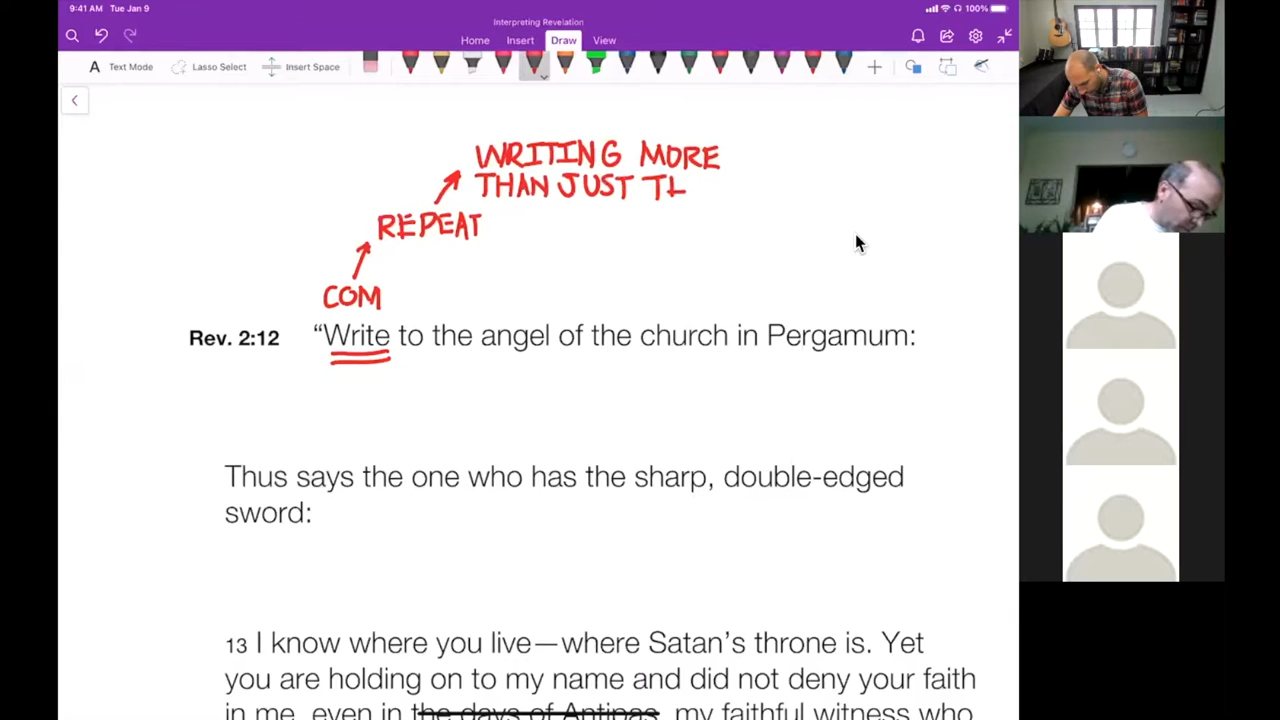 9:41 AM Tue Jan 9
100%
Interpreting Revelation
Home Insert Draw View
A Text Mode Lasso Select Insert Space
WRITING MORE
THAN JUST TL
REPEAT
COM
Rev. 2:12 “Write to the angel of the church in Pergamum:
Thus says the one who has the sharp, double-edged
sword:
13 I know where you live—where Satan’s throne is. Yet
you are holding on to my name and did not deny your faith
in me, even in the days of Antipas, my faithful witness who